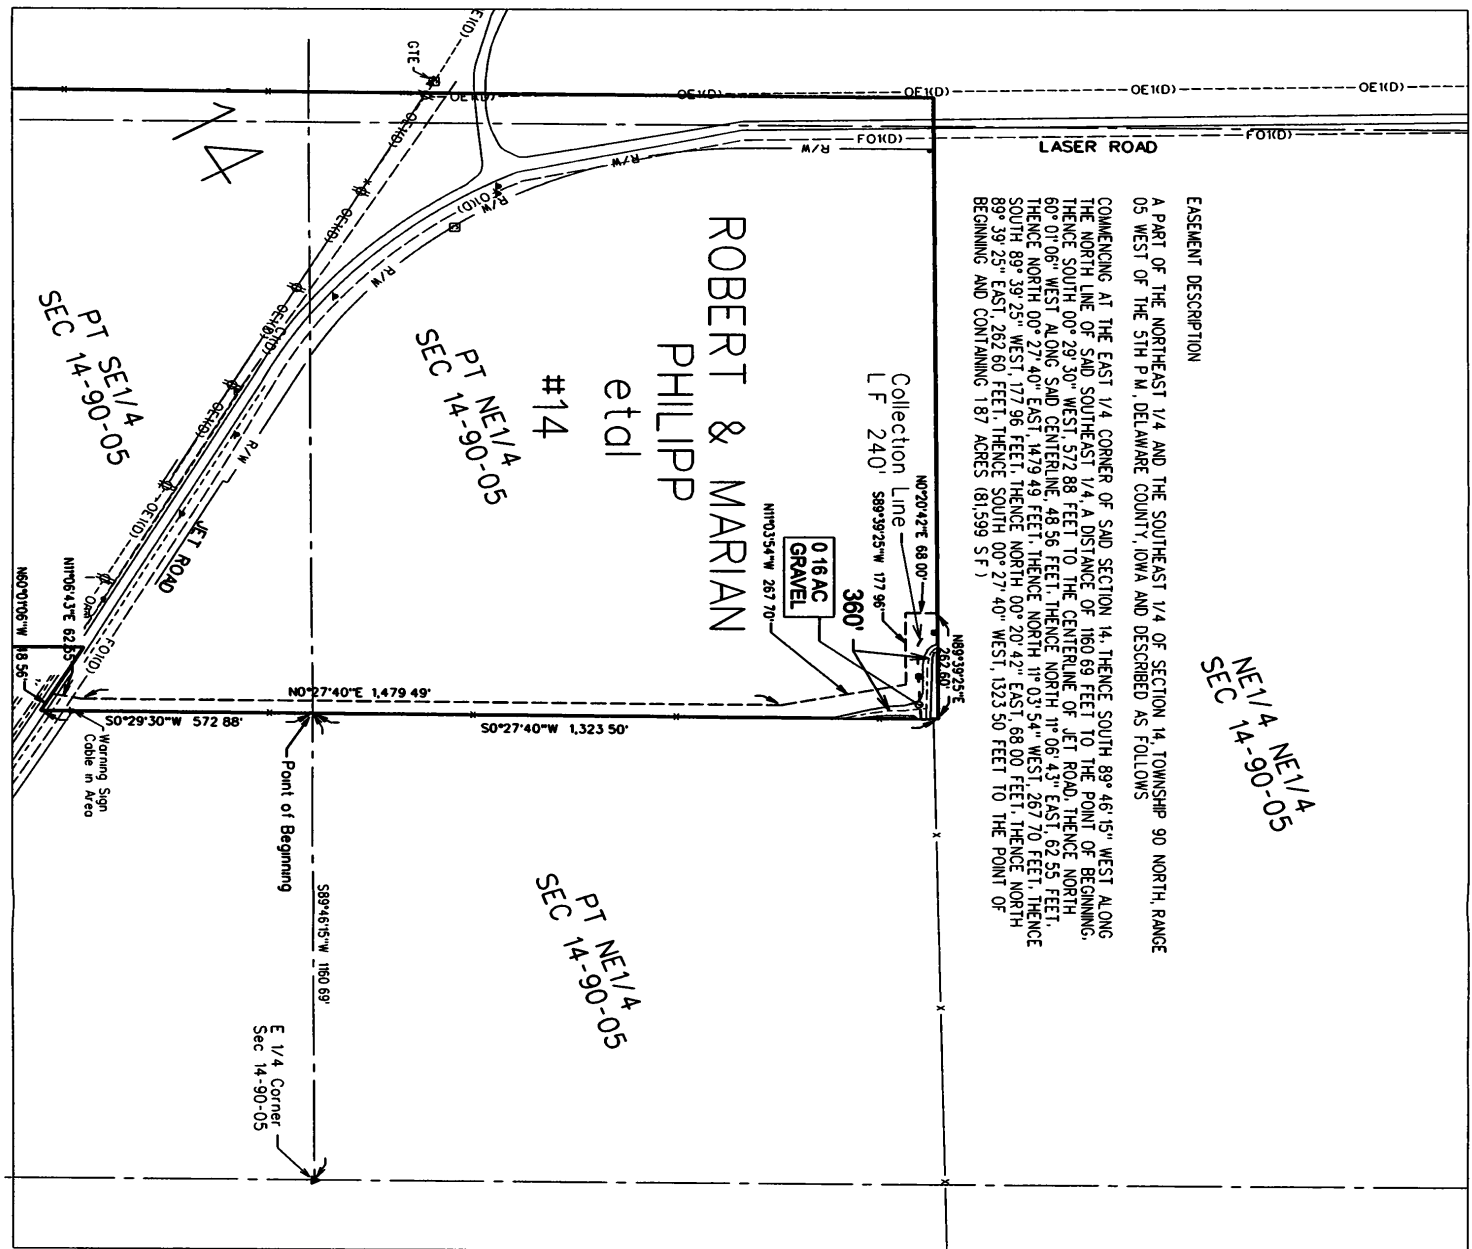 EASEMENT DESCRIPTION
A PART OF THE NORTHEAST 1/4 AND THE SOUTHEAST 1/4 OF SECTION 14, TOWNSHIP 90 NORTH, RANGE
05 WEST OF THE 5TH P M, DELAWARE COUNTY, IOWA AND DESCRIBED AS FOLLOWS
COMMENCING AT THE EAST 1/4 CORNER OF SAID SECTION 14, THENCE SOUTH 89° 46' 15" WEST ALONG
THE NORTH LINE OF SAID SOUTHEAST 1/4, A DISTANCE OF 1160 69 FEET TO THE POINT OF BEGINNING,
THENCE SOUTH 00° 29' 30" WEST, 572 88 FEET TO THE CENTERLINE OF JET ROAD, THENCE NORTH
60° 01' 06" WEST ALONG SAID CENTERLINE, 48 56 FEET, THENCE NORTH 11° 06' 43" EAST, 62 55 FEET,
THENCE NORTH 00° 27' 40" EAST, 1479 49 FEET, THENCE NORTH 11° 03' 54" WEST, 267 70 FEET, THENCE
SOUTH 89° 39' 25" WEST, 177 96 FEET, THENCE NORTH 00° 20' 42" EAST, 68 00 FEET, THENCE NORTH
89° 39' 25" EAST, 262 60 FEET, THENCE SOUTH 00° 27' 40" WEST, 1323 50 FEET TO THE POINT OF
BEGINNING AND CONTAINING 1 87 ACRES (81,599 S F )
NE1/4 NE1/4
SEC 14-90-05
LASER ROAD
OE1(D)
OE1(D)
OE1(D)
OE1(D)
OE1(D)
FO1(D)
FO1(D)
R/W
R/W
R/W
FO1(D)
R/W
R/W
GTE
OE1(D)
OE1(D)
OE1(D)
OE1(D)
C1(D)
OE1(D)
OE1(D)
FO1(D)
14
ROBERT & MARIAN
PHILIPP
etal
#14
PT NE1/4
SEC 14-90-05
PT SE1/4
SEC 14-90-05
Collection Line
L F 240'
N0°20'42"E 68 00'
S89°39'25"W 177 96'
N89°39'25"E
262 60'
360'
0 16 AC
GRAVEL
N11°03'54"W 267 70'
N0°27'40"E 1,479 49'
S0°27'40"W 1,323 50'
S0°29'30"W 572 88'
JET ROAD
N11°06'43"E 62 55'
N60°01'06"W
48 56'
Warning Sign
Cable in Area
Point of Beginning
S89°46'15"W 1160 69'
E 1/4 Corner
Sec 14-90-05
PT NE1/4
SEC 14-90-05